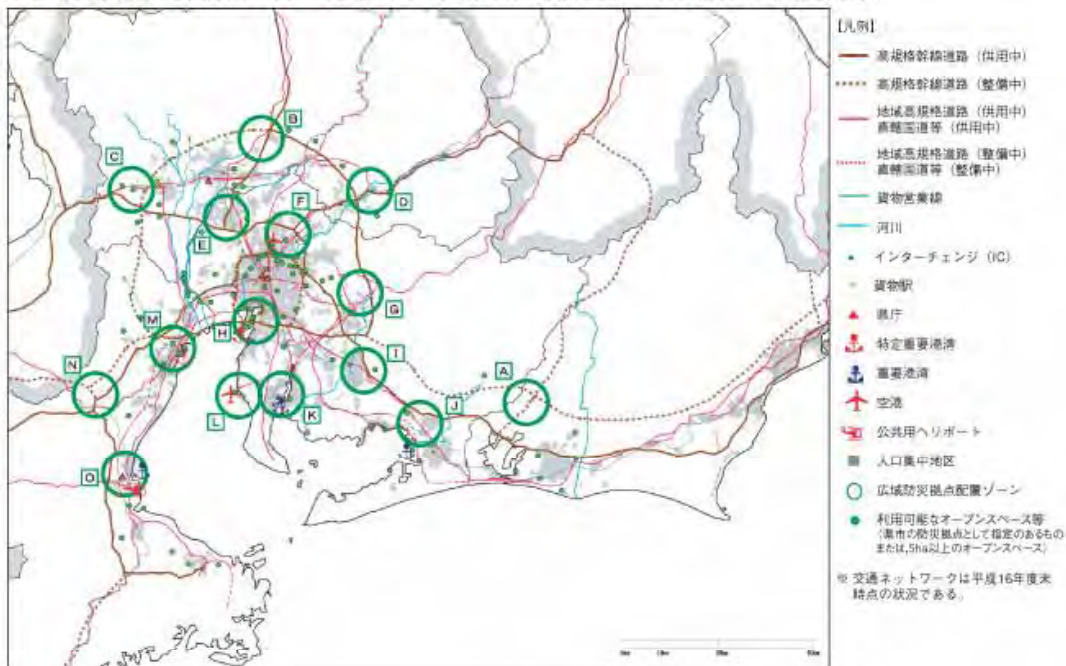 B
C
D
F
E
G
M
H
I
N
A
L
K
J
O
【凡例】
高規格幹線道路（供用中）
高規格幹線道路（整備中）
地域高規格道路（供用中）
直轄国道等（供用中）
地域高規格道路（整備中）
直轄国道等（整備中）
貨物営業線
河川
インターチェンジ（IC）
貨物駅
県庁
特定重要港湾
重要港湾
空港
公共用ヘリポート
人口集中地区
広域防災拠点配置ゾーン
利用可能なオープンスペース等
（県市の防災拠点として指定のあるもの
または、5ha以上のオープンスペース）
※ 交通ネットワークは平成16年度末
時点の状況である。